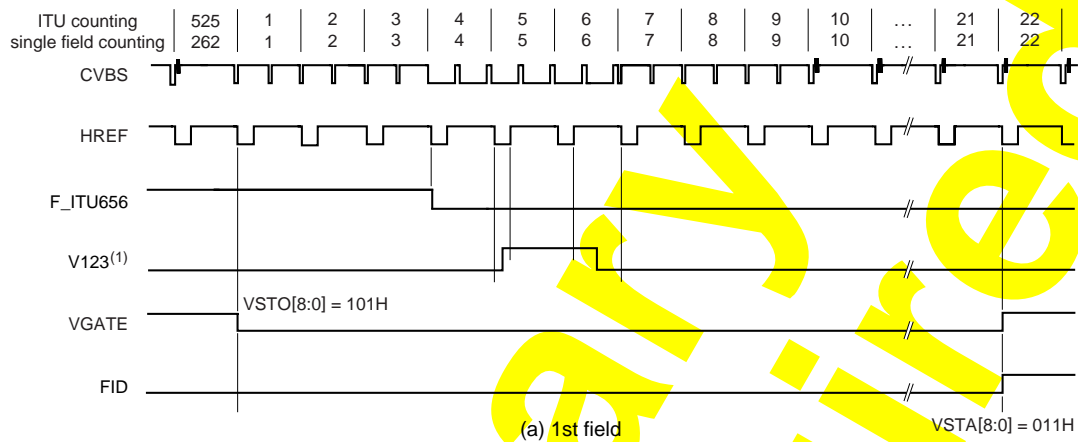 ITU counting 525 1 2 3 4 5 6 7 8 9 10 ... 21 22
single field counting 262 1 2 3 4 5 6 7 8 9 10 ... 21 22
CVBS
HREF
F_ITU656
V123(1)
VSTO[8:0] = 101H
VGATE
FID
(a) 1st field
VSTA[8:0] = 011H